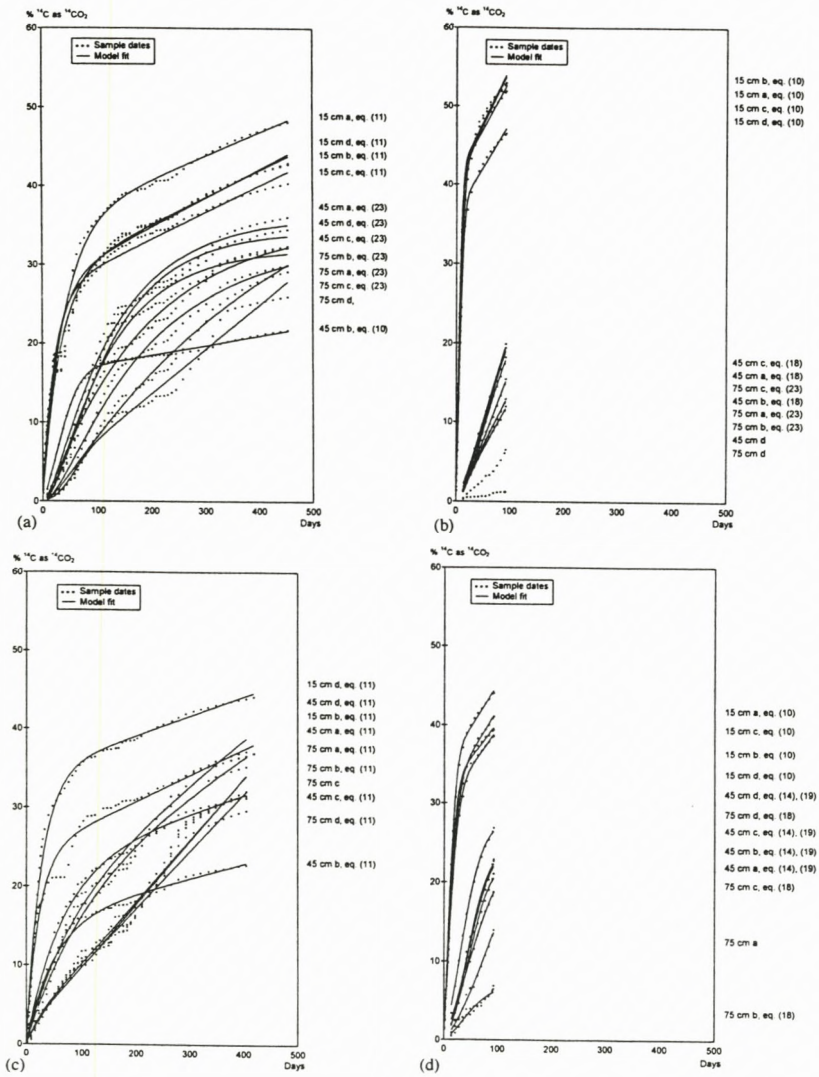 % ¹⁴C as ¹⁴CO₂
60
50
40
30
20
10
0
0 100 200 300 400 500
Days
Sample dates
Model fit
15 cm a, eq. (11)
15 cm d, eq. (11)
15 cm b, eq. (11)
15 cm c, eq. (11)
45 cm a, eq. (23)
45 cm d, eq. (23)
45 cm c, eq. (23)
75 cm b, eq. (23)
75 cm a, eq. (23)
75 cm c, eq. (23)
75 cm d,
45 cm b, eq. (10)
(a)
% ¹⁴C as ¹⁴CO₂
60
50
40
30
20
10
0
0 100 200 300 400 500
Days
Sample dates
Model fit
15 cm b, eq. (10)
15 cm a, eq. (10)
15 cm c, eq. (10)
15 cm d, eq. (10)
45 cm c, eq. (18)
45 cm a, eq. (18)
75 cm c, eq. (23)
45 cm b, eq. (18)
75 cm a, eq. (23)
75 cm b, eq. (23)
45 cm d
75 cm d
(b)
% ¹⁴C as ¹⁴CO₂
60
50
40
30
20
10
0
0 100 200 300 400 500
Days
Sample dates
Model fit
15 cm d, eq. (11)
45 cm d, eq. (11)
15 cm b, eq. (11)
45 cm a, eq. (11)
75 cm a, eq. (11)
75 cm b, eq. (11)
75 cm c
45 cm c, eq. (11)
75 cm d, eq. (11)
45 cm b, eq. (11)
(c)
% ¹⁴C as ¹⁴CO₂
60
50
40
30
20
10
0
0 100 200 300 400 500
Days
Sample dates
Model fit
15 cm a, eq. (10)
15 cm c, eq. (10)
15 cm b. eq. (10)
15 cm d, eq. (10)
45 cm d, eq. (14), (19)
75 cm d, eq. (18)
45 cm c, eq. (14), (19)
45 cm b, eq. (14), (19)
45 cm a, eq. (14), (19)
75 cm c, eq. (18)
75 cm a
75 cm b, eq. (18)
(d)